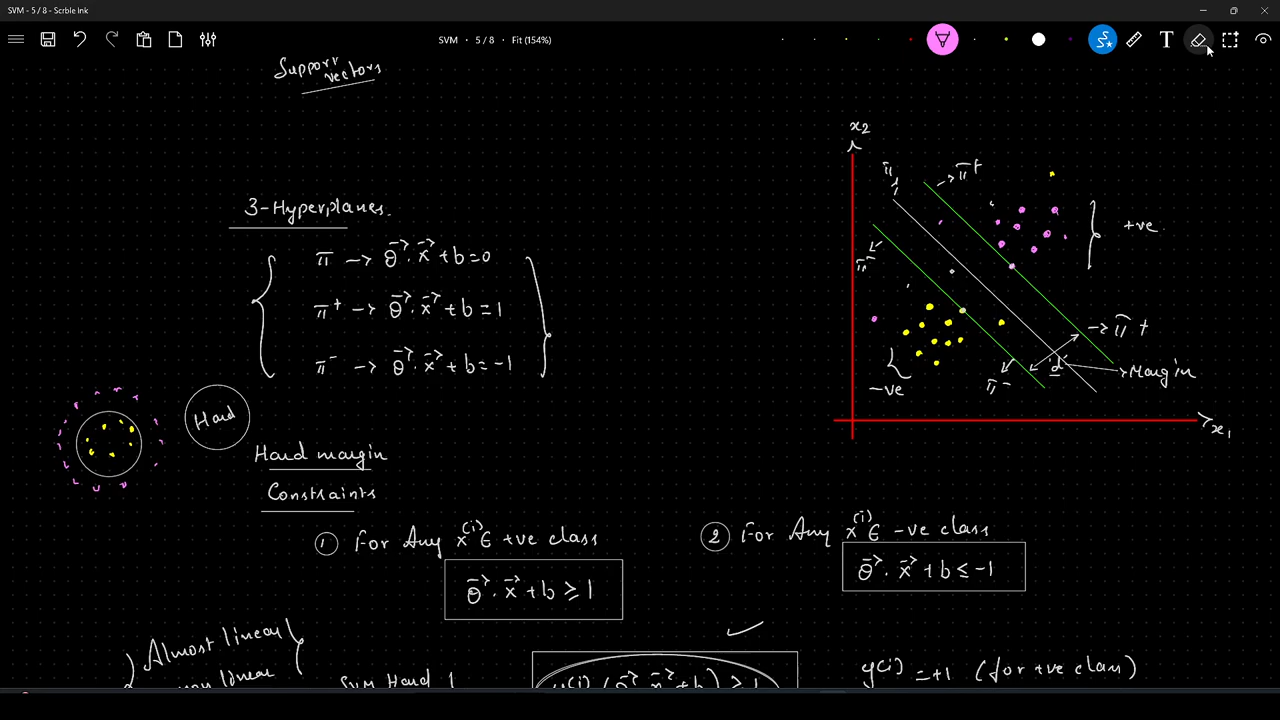 SVM - 5 / 8 - Scrble Ink
SVM • 5 / 8 • Fit (154%)
T
Support
vectors
3-Hyperplanes.
π → θ⃗·x⃗+b=0
π⁺ → θ⃗·x⃗+b=1
π⁻ → θ⃗·x⃗+b=-1
x₂
π
→π⁺
π⁻
+ve
→π⁺
-ve
π⁻
'd'
→Margin
x₁
Hard
Hard margin
Constraints
① For Any x⁽ⁱ⁾∈ +ve class
θ⃗·x⃗+b ≥ 1
② For Any x⁽ⁱ⁾∈ -ve class
θ⃗·x⃗+b ≤ -1
Almost linear
linear
SVM Hard
y(i) (θ⃗·x⃗+b) ≥ 1
y(i) = +1 (for +ve class)